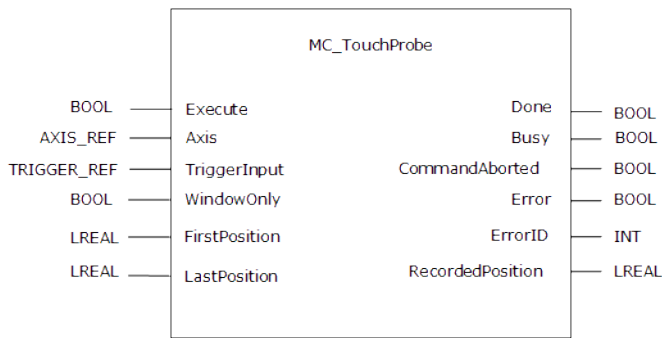 MC_TouchProbe
BOOL Execute Done BOOL
AXIS_REF Axis Busy BOOL
TRIGGER_REF TriggerInput CommandAborted BOOL
BOOL WindowOnly Error BOOL
LREAL FirstPosition ErrorID INT
LREAL LastPosition RecordedPosition LREAL